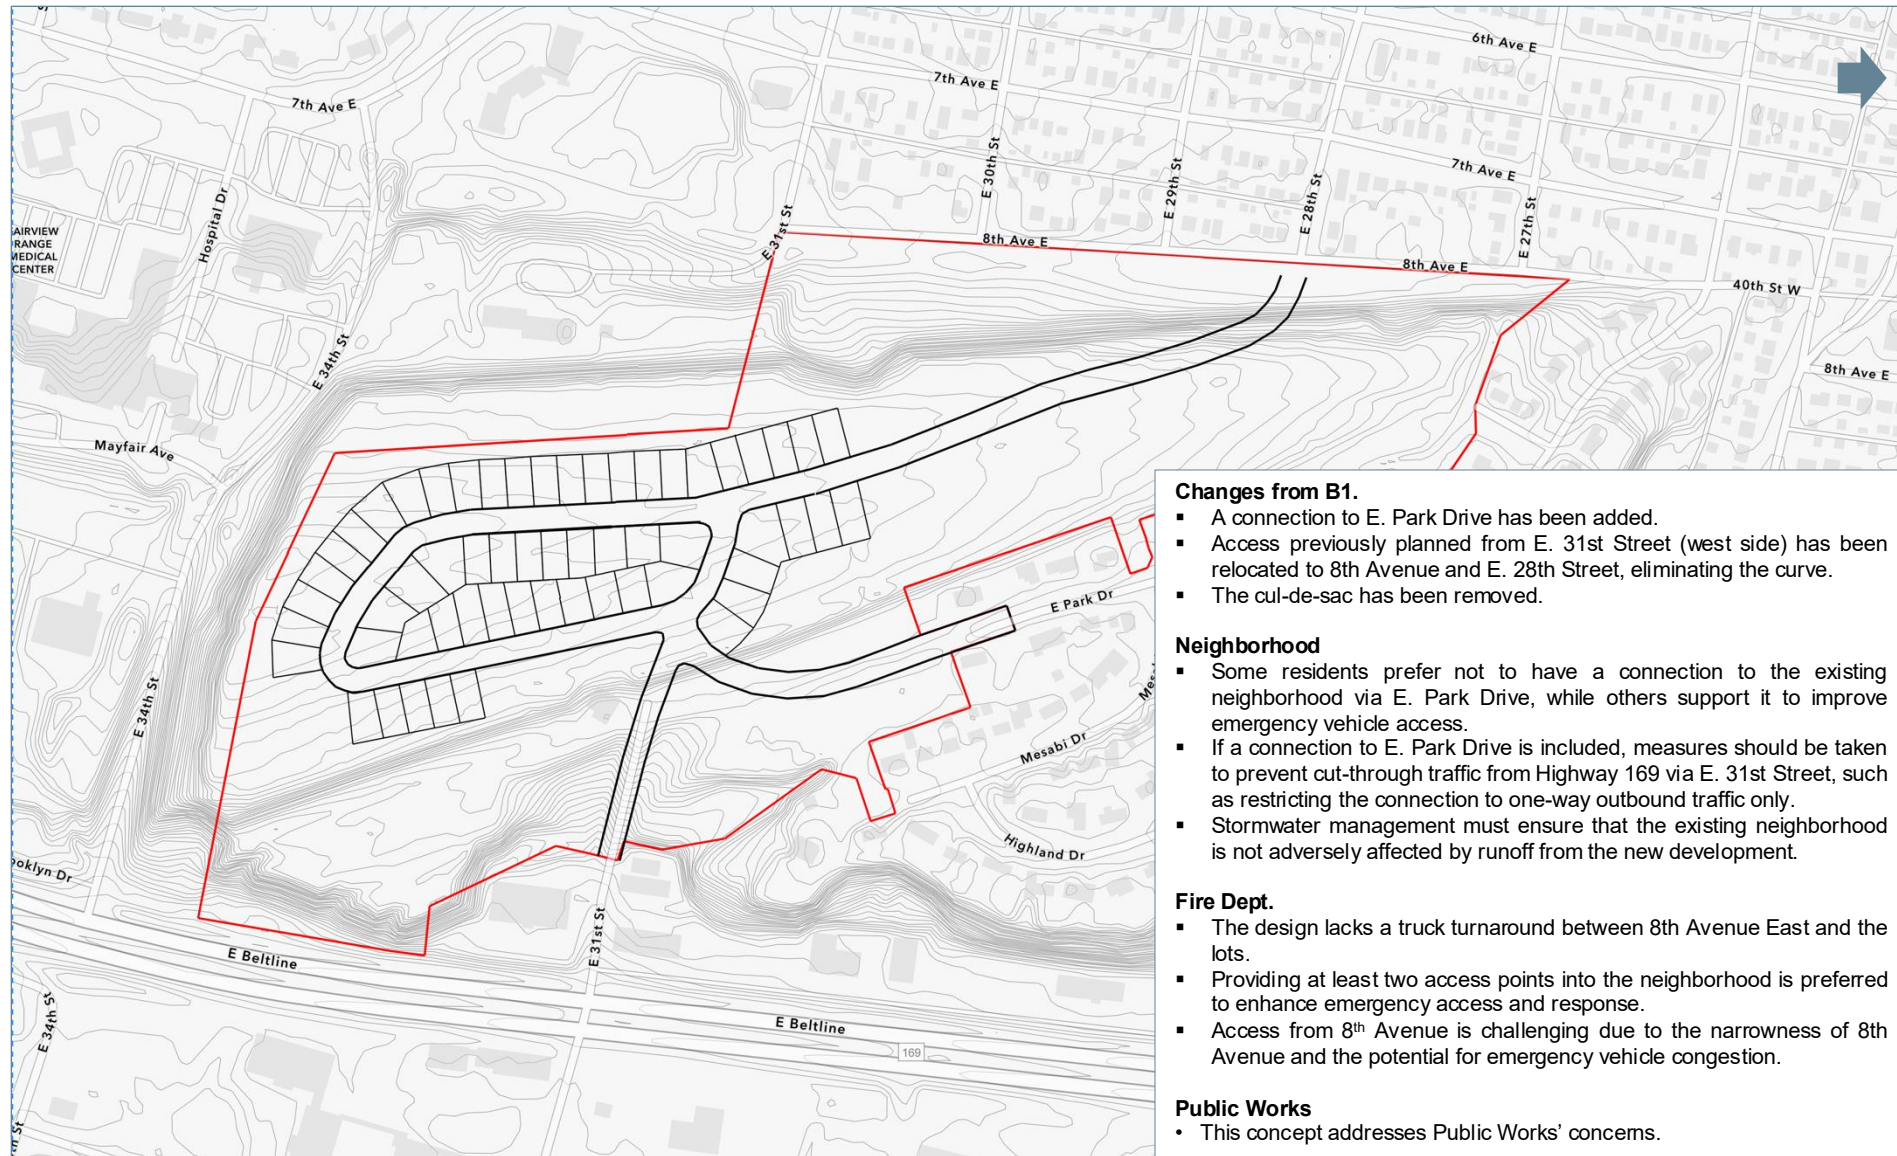 6th Ave E
7th Ave E
7th Ave E
7th Ave E
E 30th St
E 29th St
E 28th St
E 27th St
Hospital Dr
AIRVIEW
RANGE
MEDICAL
CENTER
E 31st St
8th Ave E
8th Ave E
40th St W
8th Ave E
E 34th St
Mayfair Ave
E Park Dr
E 34th St
Mesabi Dr
Mes
Highland Dr
ooklyn Dr
E 31st St
E Beltline
E Beltline
169
E 34th St
St
Changes from B1.
▪ A connection to E. Park Drive has been added.
▪ Access previously planned from E. 31st Street (west side) has been
relocated to 8th Avenue and E. 28th Street, eliminating the curve.
▪ The cul-de-sac has been removed.
Neighborhood
▪ Some residents prefer not to have a connection to the existing
neighborhood via E. Park Drive, while others support it to improve
emergency vehicle access.
▪ If a connection to E. Park Drive is included, measures should be taken
to prevent cut-through traffic from Highway 169 via E. 31st Street, such
as restricting the connection to one-way outbound traffic only.
▪ Stormwater management must ensure that the existing neighborhood
is not adversely affected by runoff from the new development.
Fire Dept.
▪ The design lacks a truck turnaround between 8th Avenue East and the
lots.
▪ Providing at least two access points into the neighborhood is preferred
to enhance emergency access and response.
▪ Access from 8th Avenue is challenging due to the narrowness of 8th
Avenue and the potential for emergency vehicle congestion.
Public Works
• This concept addresses Public Works’ concerns.